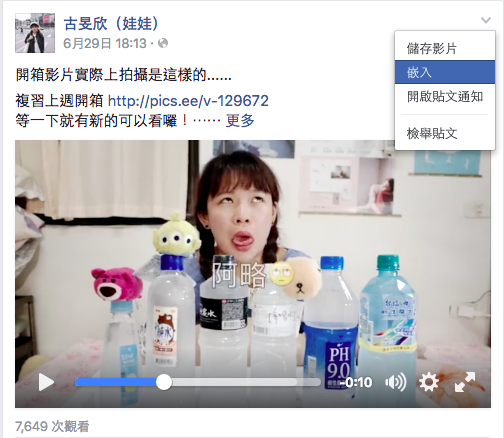 古旻欣（娃娃）
6月29日 18:13 ·
儲存影片
嵌入
開啟貼文通知
檢舉貼文
開箱影片實際上拍攝是這樣的......
複習上週開箱 http://pics.ee/v-129672
等一下就有新的可以看囉！⋯⋯ 更多
阿略🙄
PH
9.0
-0:10
7,649 次觀看